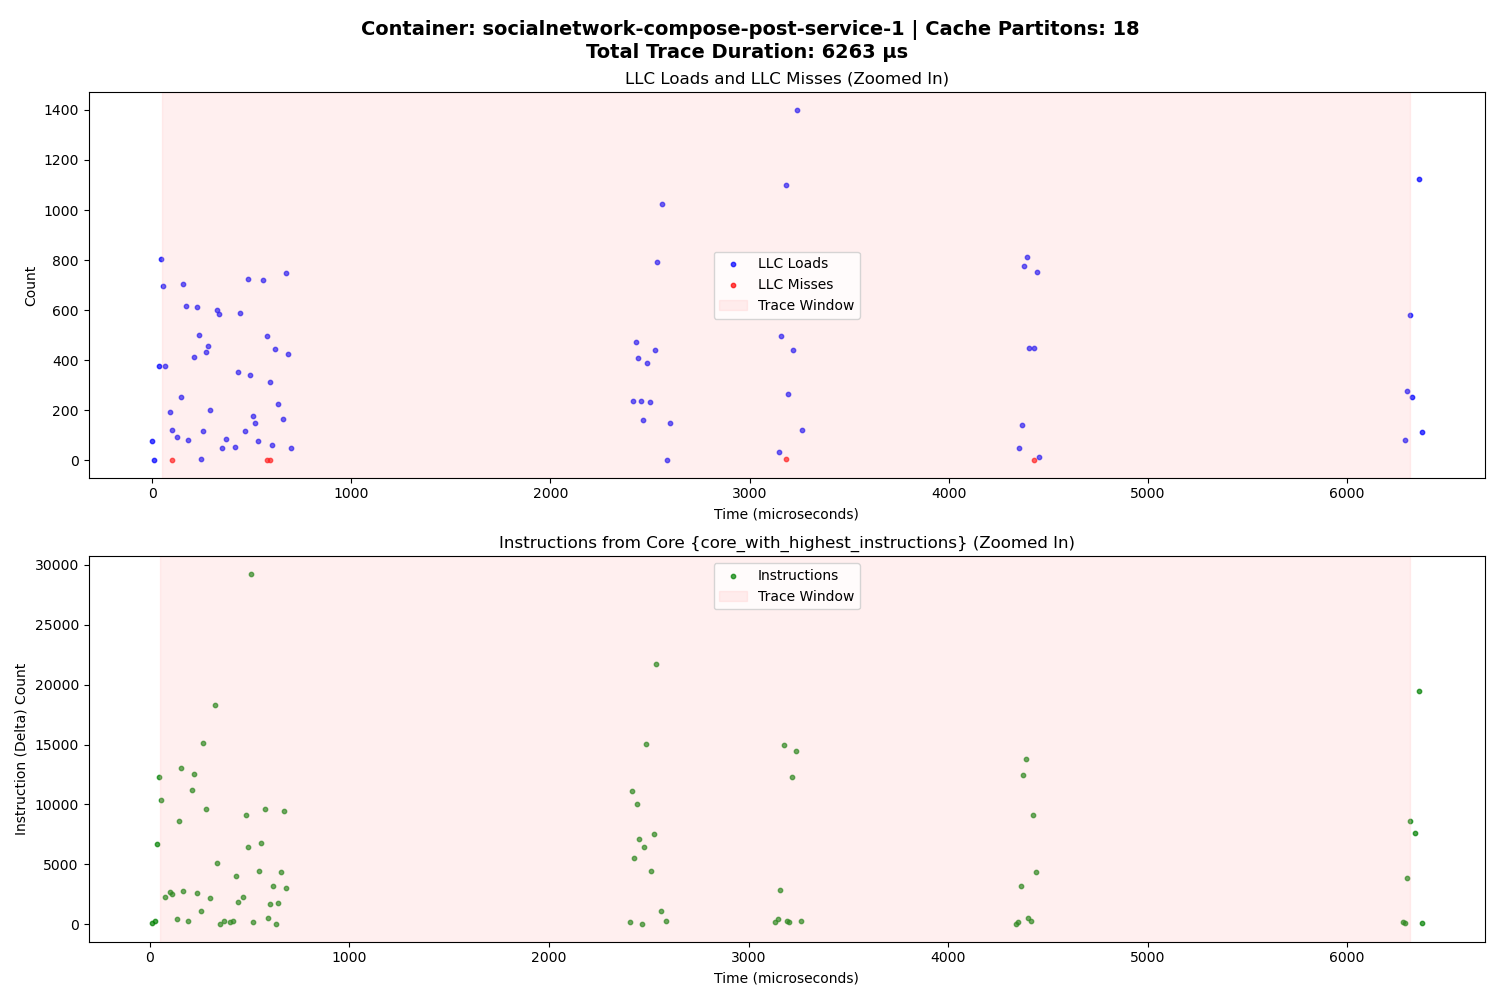 Container: socialnetwork-compose-post-service-1 | Cache Partitons: 18
Total Trace Duration: 6263 µs
LLC Loads and LLC Misses (Zoomed In)
1400
1200
1000
800
600
400
200
0
Count
LLC Loads
LLC Misses
Trace Window
0 1000 2000 3000 4000 5000 6000
Time (microseconds)
Instructions from Core {core_with_highest_instructions} (Zoomed In)
30000
25000
20000
15000
10000
5000
0
Instruction (Delta) Count
Instructions
Trace Window
0 1000 2000 3000 4000 5000 6000
Time (microseconds)